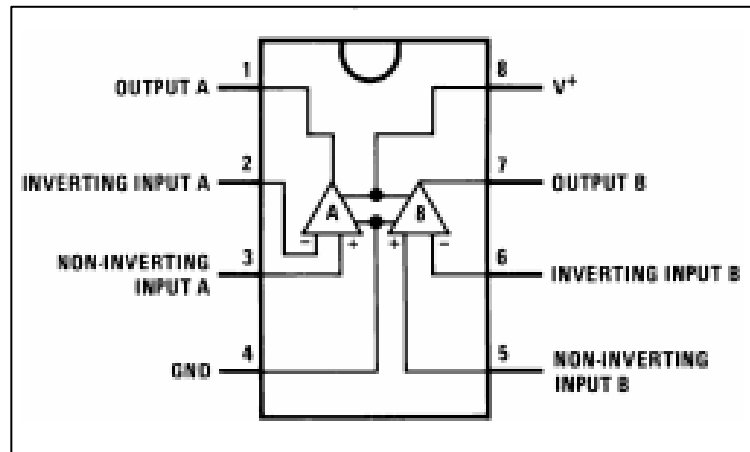 1
OUTPUT A
2
INVERTING INPUT A
3
NON-INVERTING
INPUT A
4
GND
8
V+
7
OUTPUT B
6
INVERTING INPUT B
5
NON-INVERTING
INPUT B
A
B
- +
+ -